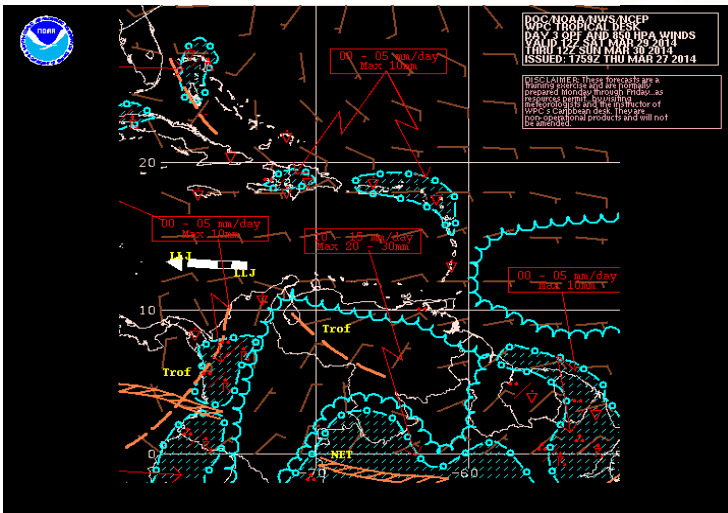 NOAA
DOC/NOAA/NWS/NCEP
WPC TROPICAL DESK
DAY 3 QPF AND 850 HPA WINDS
VALID 12Z SAT MAR 29 2014
THRU 12Z SUN MAR 30 2014
ISSUED: 1759Z THU MAR 27 2014
DISCLAIMER: These forecasts are a
training exercise and are normally
prepared Monday through Friday...as
resources permit...by visiting
meteorologists and the instructor of
WPC's Caribbean desk. They are
non-operational products and will not
be amended.
00 - 05 mm/day
Max 10mm
20
00 - 05 mm/day
Max 10mm
- 15 mm/day
Max 20 - 30mm
LLJ
LLJ
00 - 05 mm/day
Max 10mm
10
Trof
Trof
NET
0
-70
-60